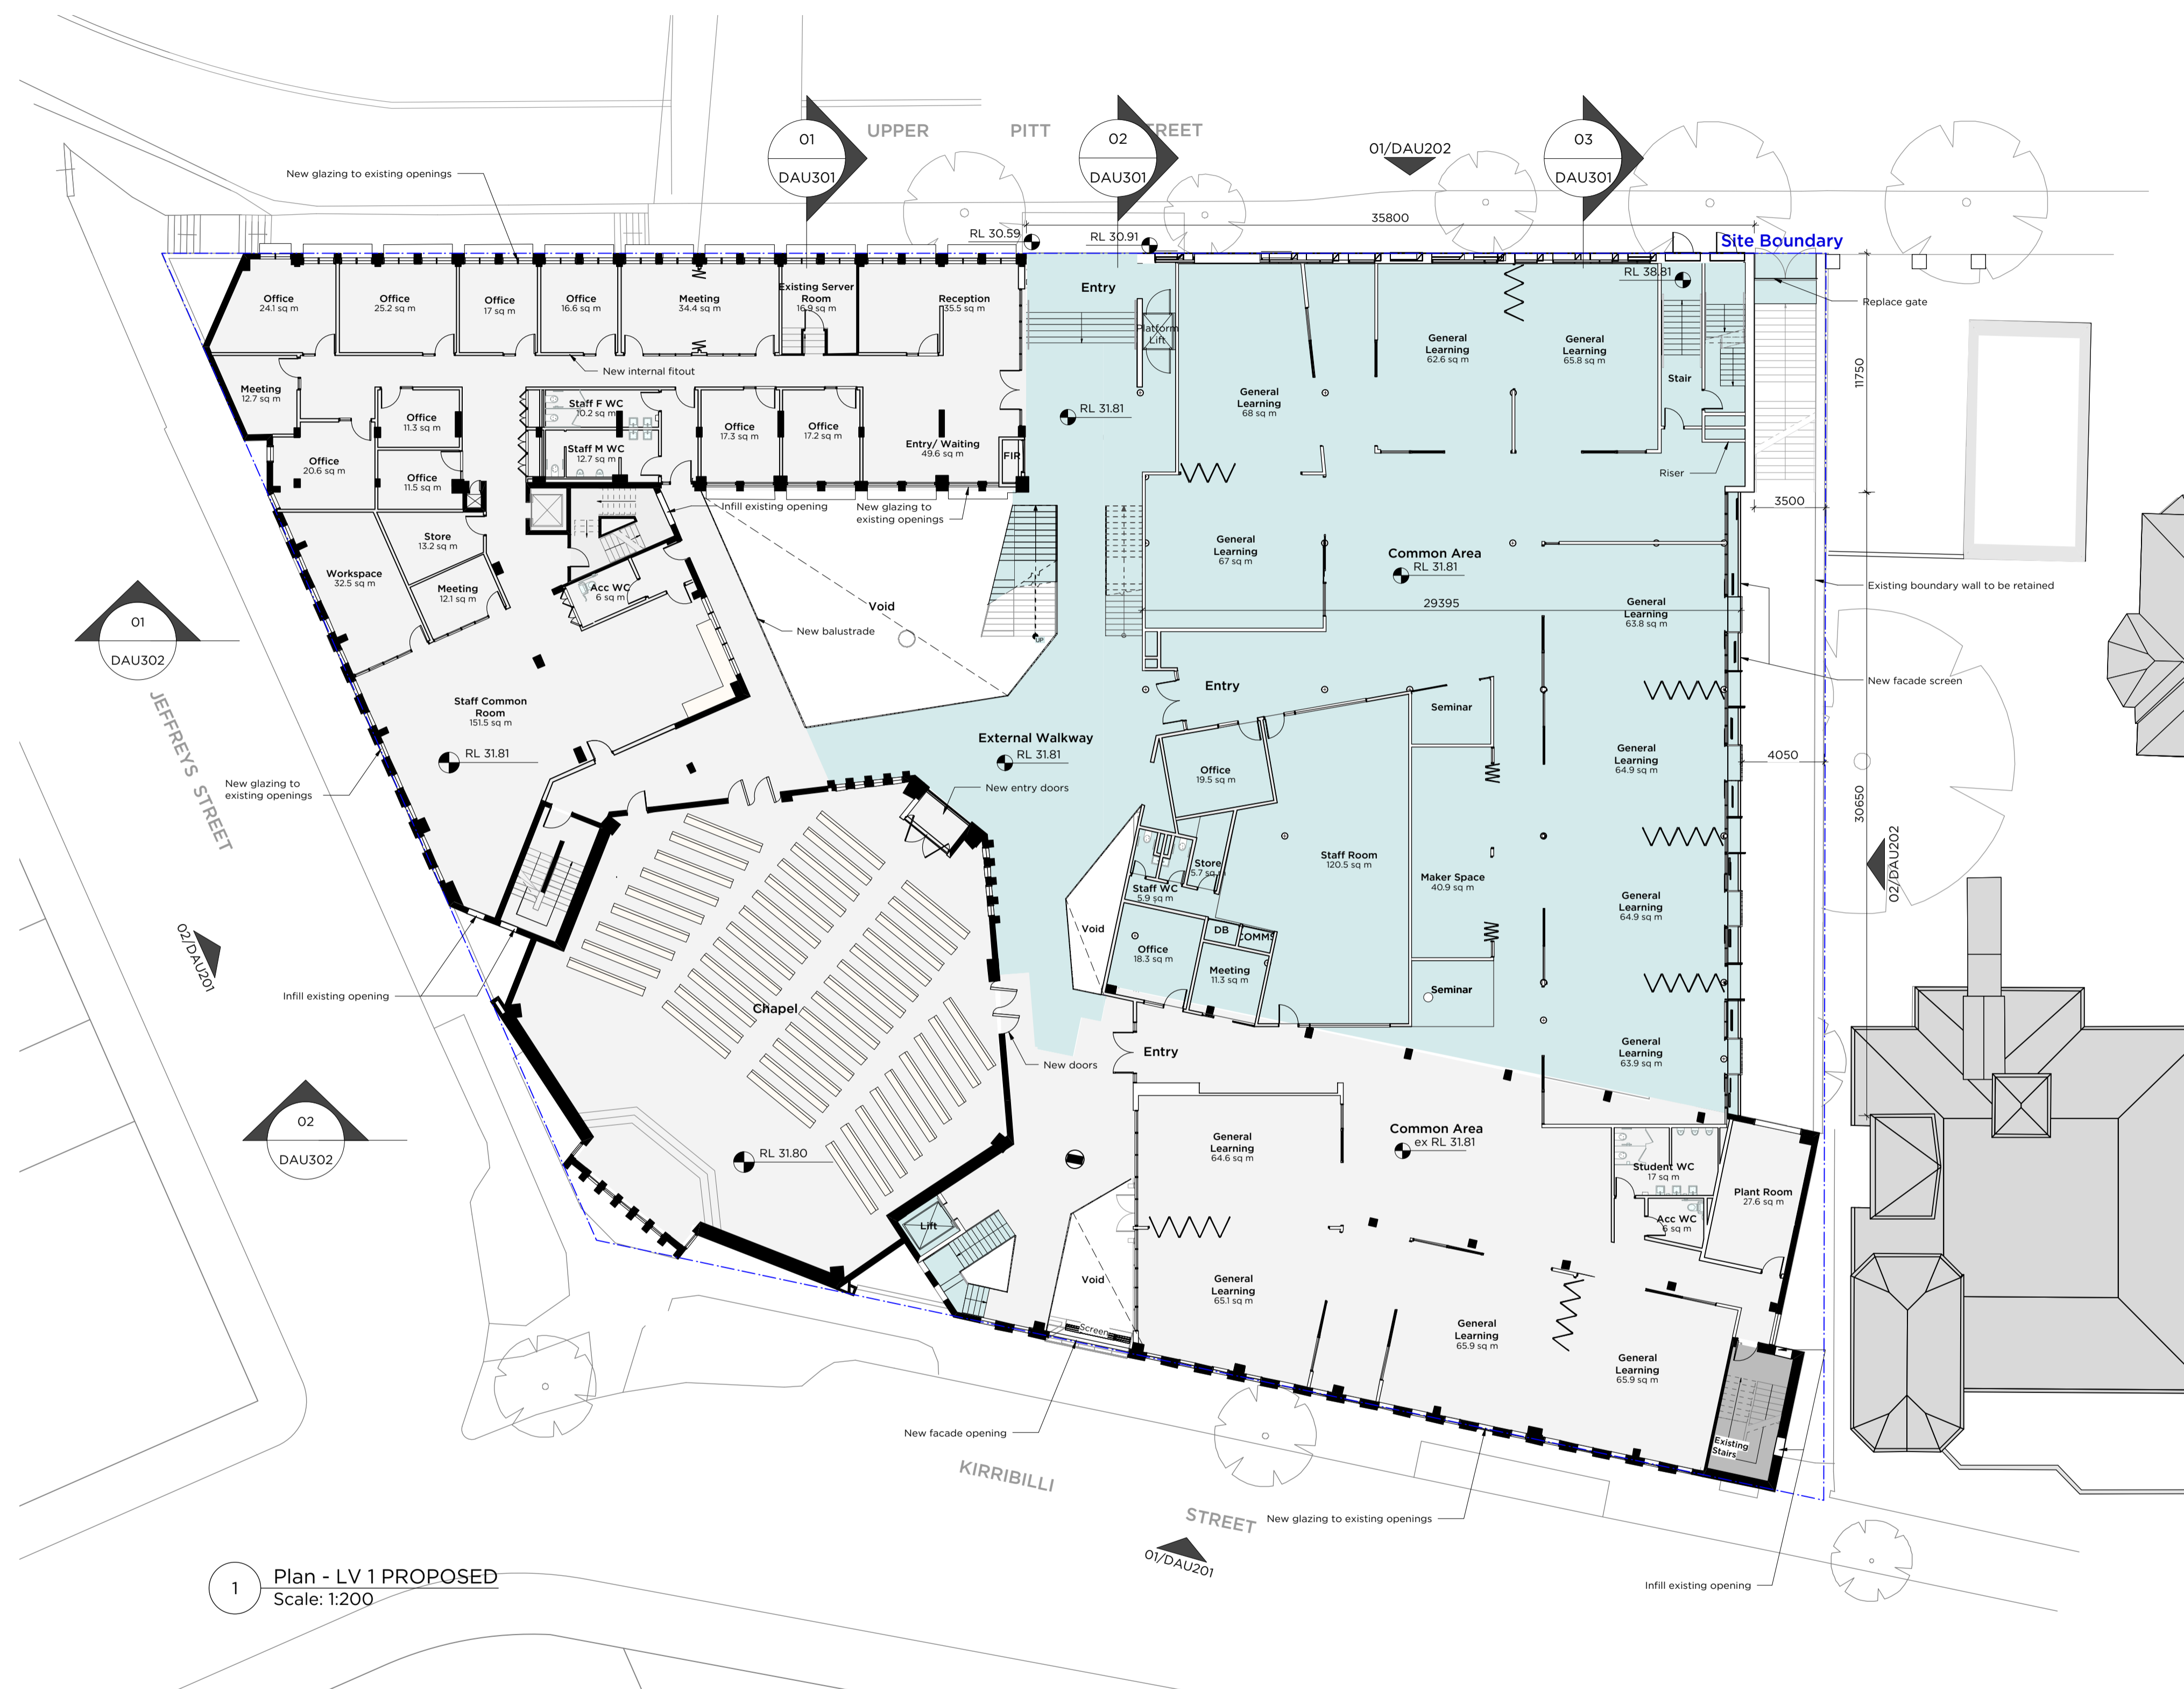 UPPER PITT STREET
01
DAU301
02
DAU301
01/DAU202
03
DAU301
New glazing to existing openings
35800
RL 30.59
RL 30.91
Site Boundary
RL 38.81
Replace gate
Office
24.1 sq m
Office
25.2 sq m
Office
17 sq m
Office
16.6 sq m
Meeting
34.4 sq m
Existing Server
Room
16.9 sq m
Reception
35.5 sq m
Entry
Platform
Lift
General
Learning
68 sq m
General
Learning
62.6 sq m
General
Learning
65.8 sq m
Stair
11750
New internal fitout
Meeting
12.7 sq m
Office
11.3 sq m
Staff F WC
10.2 sq m
Staff M WC
12.7 sq m
Office
17.3 sq m
Office
17.2 sq m
Entry/ Waiting
49.6 sq m
FIR
RL 31.81
Office
20.6 sq m
Office
11.5 sq m
Riser
3500
Infill existing opening
New glazing to
existing openings
Store
13.2 sq m
Workspace
32.5 sq m
Meeting
12.1 sq m
Acc WC
6 sq m
General
Learning
67 sq m
Common Area
RL 31.81
29395
General
Learning
63.8 sq m
Existing boundary wall to be retained
Void
New balustrade
UP
01
DAU302
JEFFREYS STREET
Staff Common
Room
151.5 sq m
RL 31.81
Entry
Seminar
New facade screen
External Walkway
RL 31.81
Office
19.5 sq m
General
Learning
64.9 sq m
4050
30650
New glazing to
existing openings
New entry doors
Staff Room
120.5 sq m
Store
5.7 sq m
Maker Space
40.9 sq m
02/DAU202
Staff WC
5.9 sq m
General
Learning
64.9 sq m
Void
Office
18.3 sq m
DB
COMMS
Meeting
11.3 sq m
Seminar
02/DAU201
Infill existing opening
Chapel
General
Learning
63.9 sq m
New doors
Entry
02
DAU302
RL 31.80
General
Learning
64.6 sq m
Common Area
ex RL 31.81
Student WC
17 sq m
Acc WC
6 sq m
Plant Room
27.6 sq m
Lift
Void
Screen
General
Learning
65.1 sq m
General
Learning
65.9 sq m
General
Learning
65.9 sq m
Existing
Stairs
New facade opening
KIRRIBILLI STREET
New glazing to existing openings
01/DAU201
Infill existing opening
1
Plan - LV 1 PROPOSED
Scale: 1:200